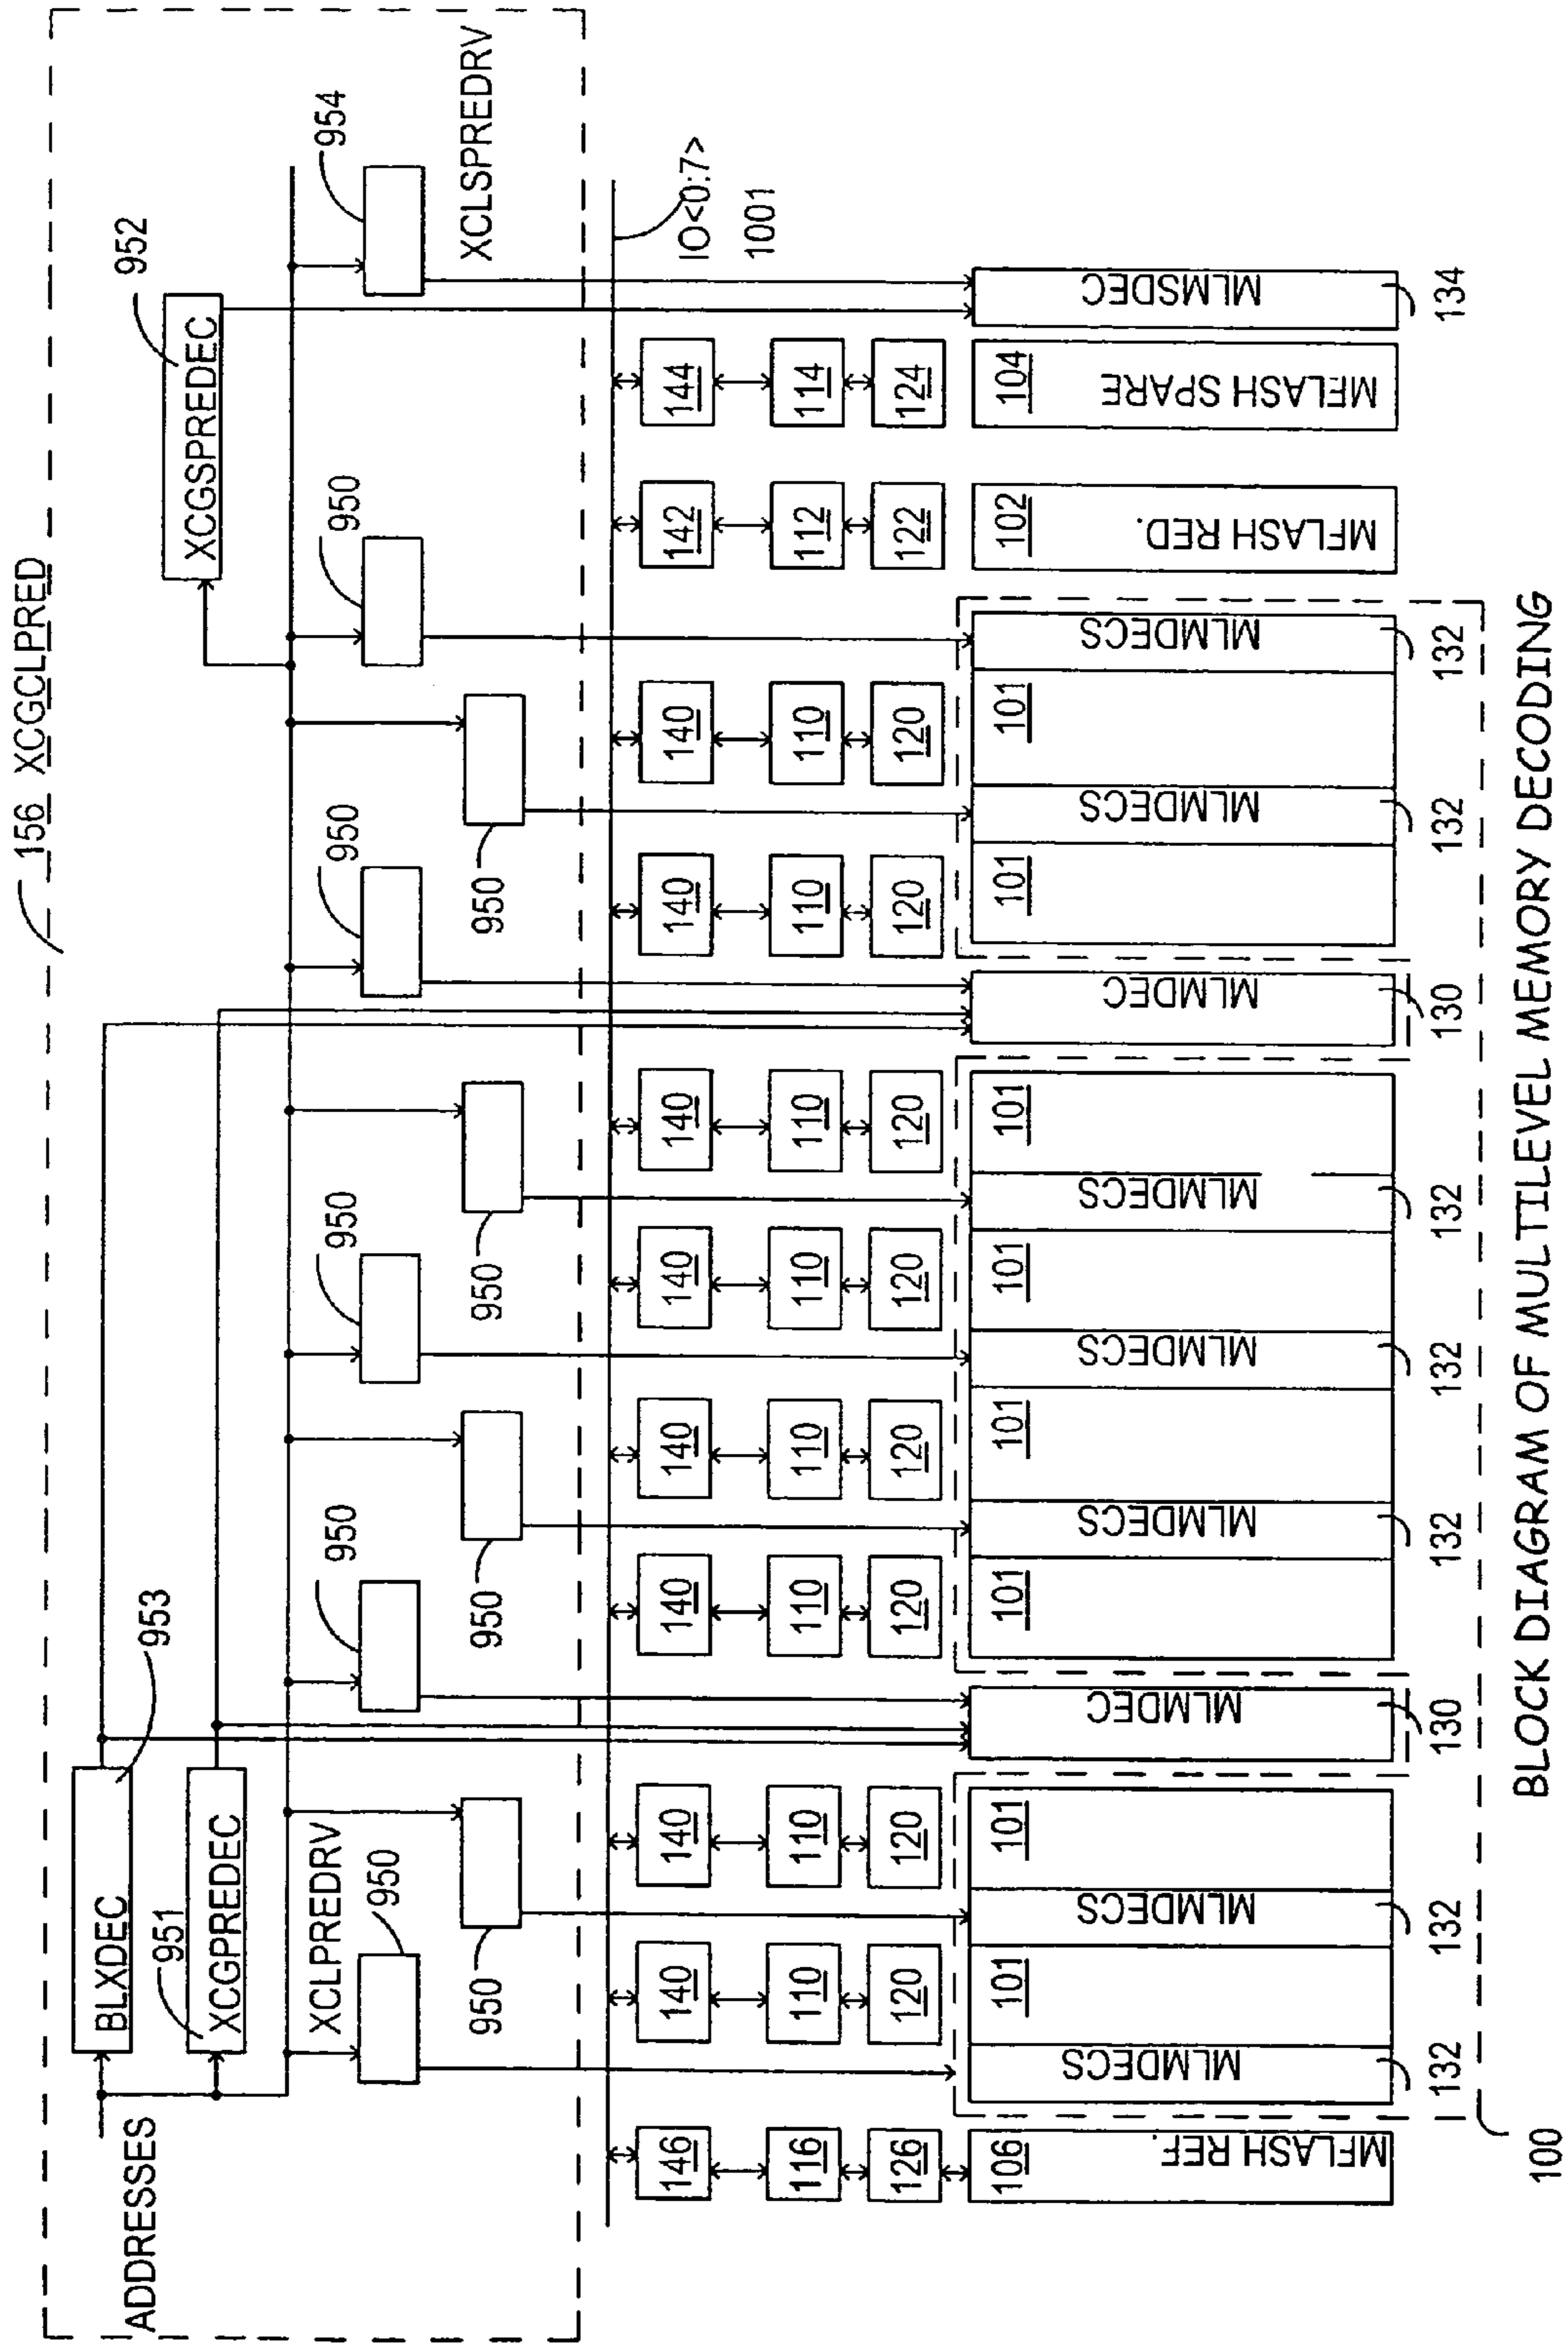 156 XCGCLPRED
BLXDEC
953
952
ADDRESSES
951
XCGPREDEC
XCGSPREDEC
XCLPREDRV
950
950
950
950
950
954
950
950
950
950
XCLSPREDRV
IO<0:7>
1001
146 140 140 140 140 140 140 140 140 142 144
116 110 110 110 110 110 110 110 110 112 114
126 120 120 120 120 120 120 120 120 122 124
106 101 101 101 101 101 101 101 101 102 104
MFLASH REF.
MLMDECS
MLMDECS
MLMDEC
MLMDECS
MLMDECS
MLMDECS
MLMDEC
MLMDECS
MLMDECS
MFLASH RED.
MFLASH SPARE
MLMSDEC
132 132 130 132 132 132 130 132 132 134
100
BLOCK DIAGRAM OF MULTILEVEL MEMORY DECODING